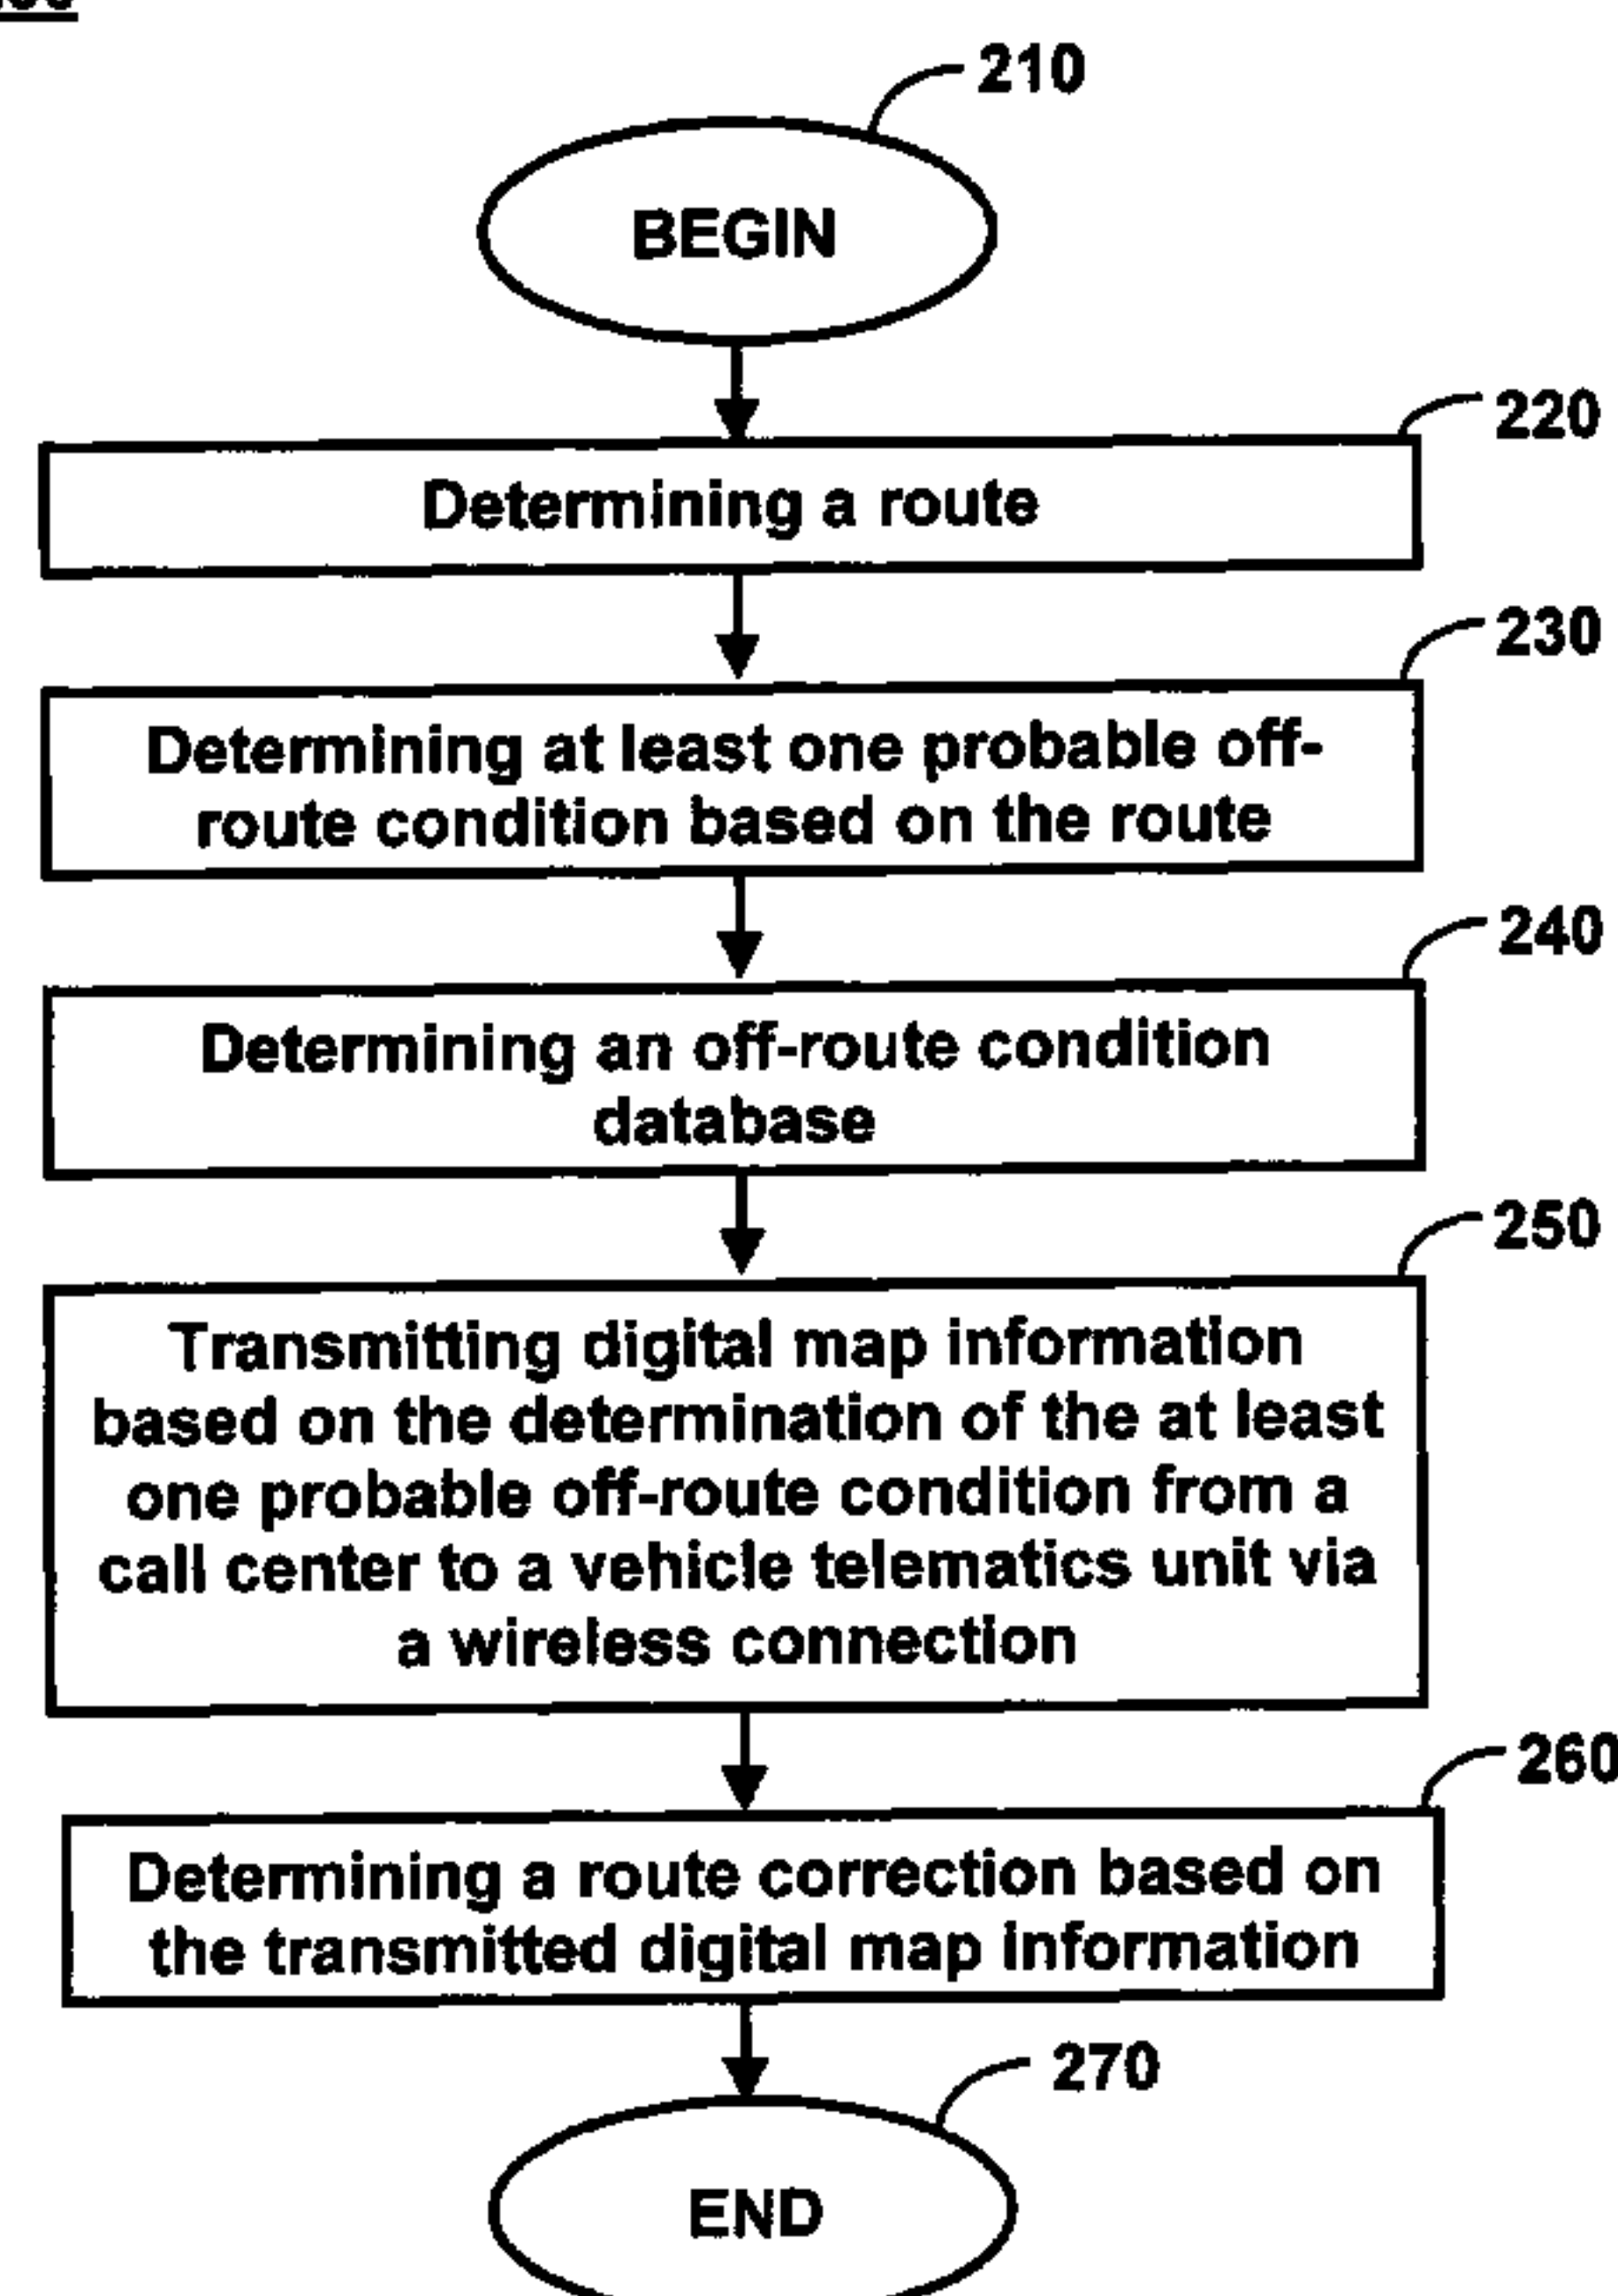 210
BEGIN
220
Determining a route
230
Determining at least one probable off-
route condition based on the route
240
Determining an off-route condition
database
250
Transmitting digital map information
based on the determination of the at least
one probable off-route condition from a
call center to a vehicle telematics unit via
a wireless connection
260
Determining a route correction based on
the transmitted digital map information
270
END